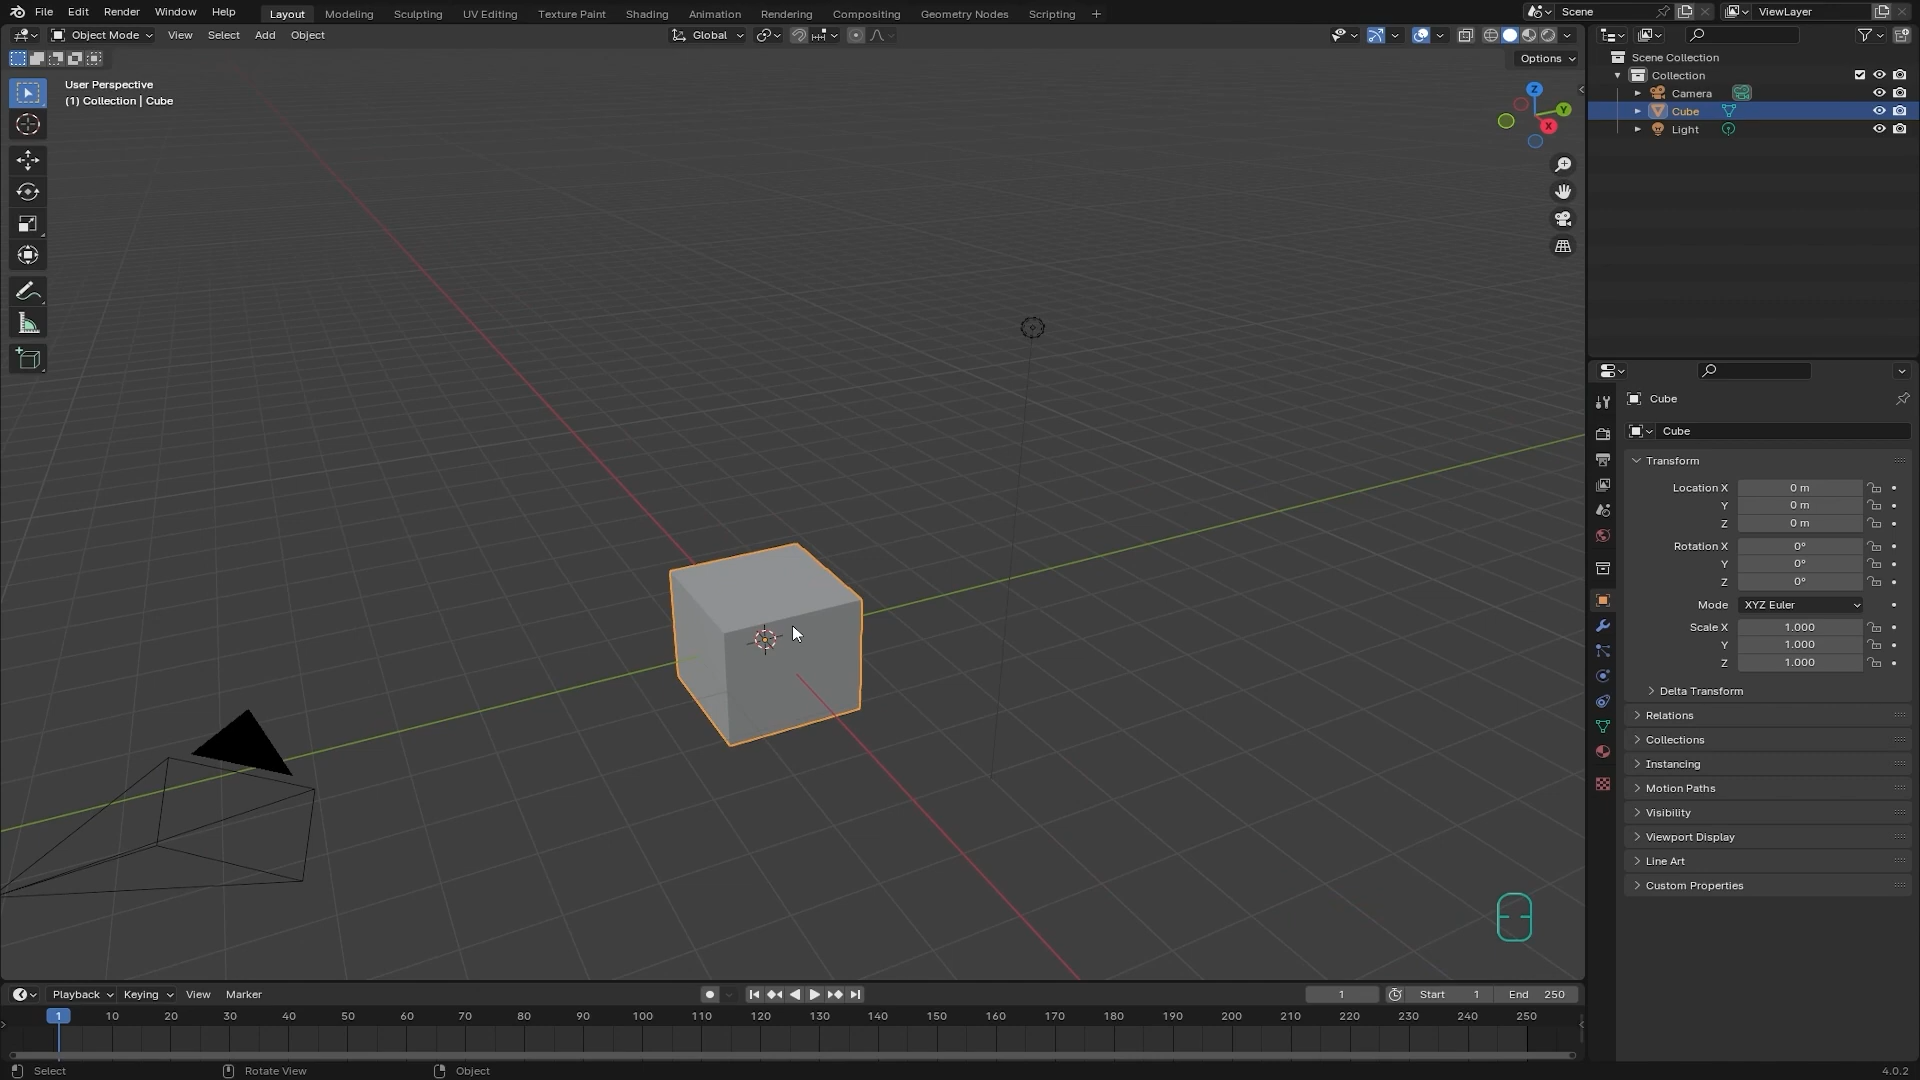 File Edit Render Window Help
Layout Modeling Sculpting UV Editing Texture Paint Shading Animation Rendering Compositing Geometry Nodes Scripting +
Scene
ViewLayer
Object Mode View Select Add Object
Global
Options
User Perspective
(1) Collection | Cube
Z
Y
X
Scene Collection
Collection
Camera
Cube
Light
Cube
Cube
Transform
Location X 0 m
Y 0 m
Z 0 m
Rotation X 0°
Y 0°
Z 0°
Mode XYZ Euler
Scale X 1.000
Y 1.000
Z 1.000
Delta Transform
Relations
Collections
Instancing
Motion Paths
Visibility
Viewport Display
Line Art
Custom Properties
Playback Keying View Marker
1 Start 1 End 250
1 10 20 30 40 50 60 70 80 90 100 110 120 130 140 150 160 170 180 190 200 210 220 230 240 250
Select Rotate View Object
4.0.2